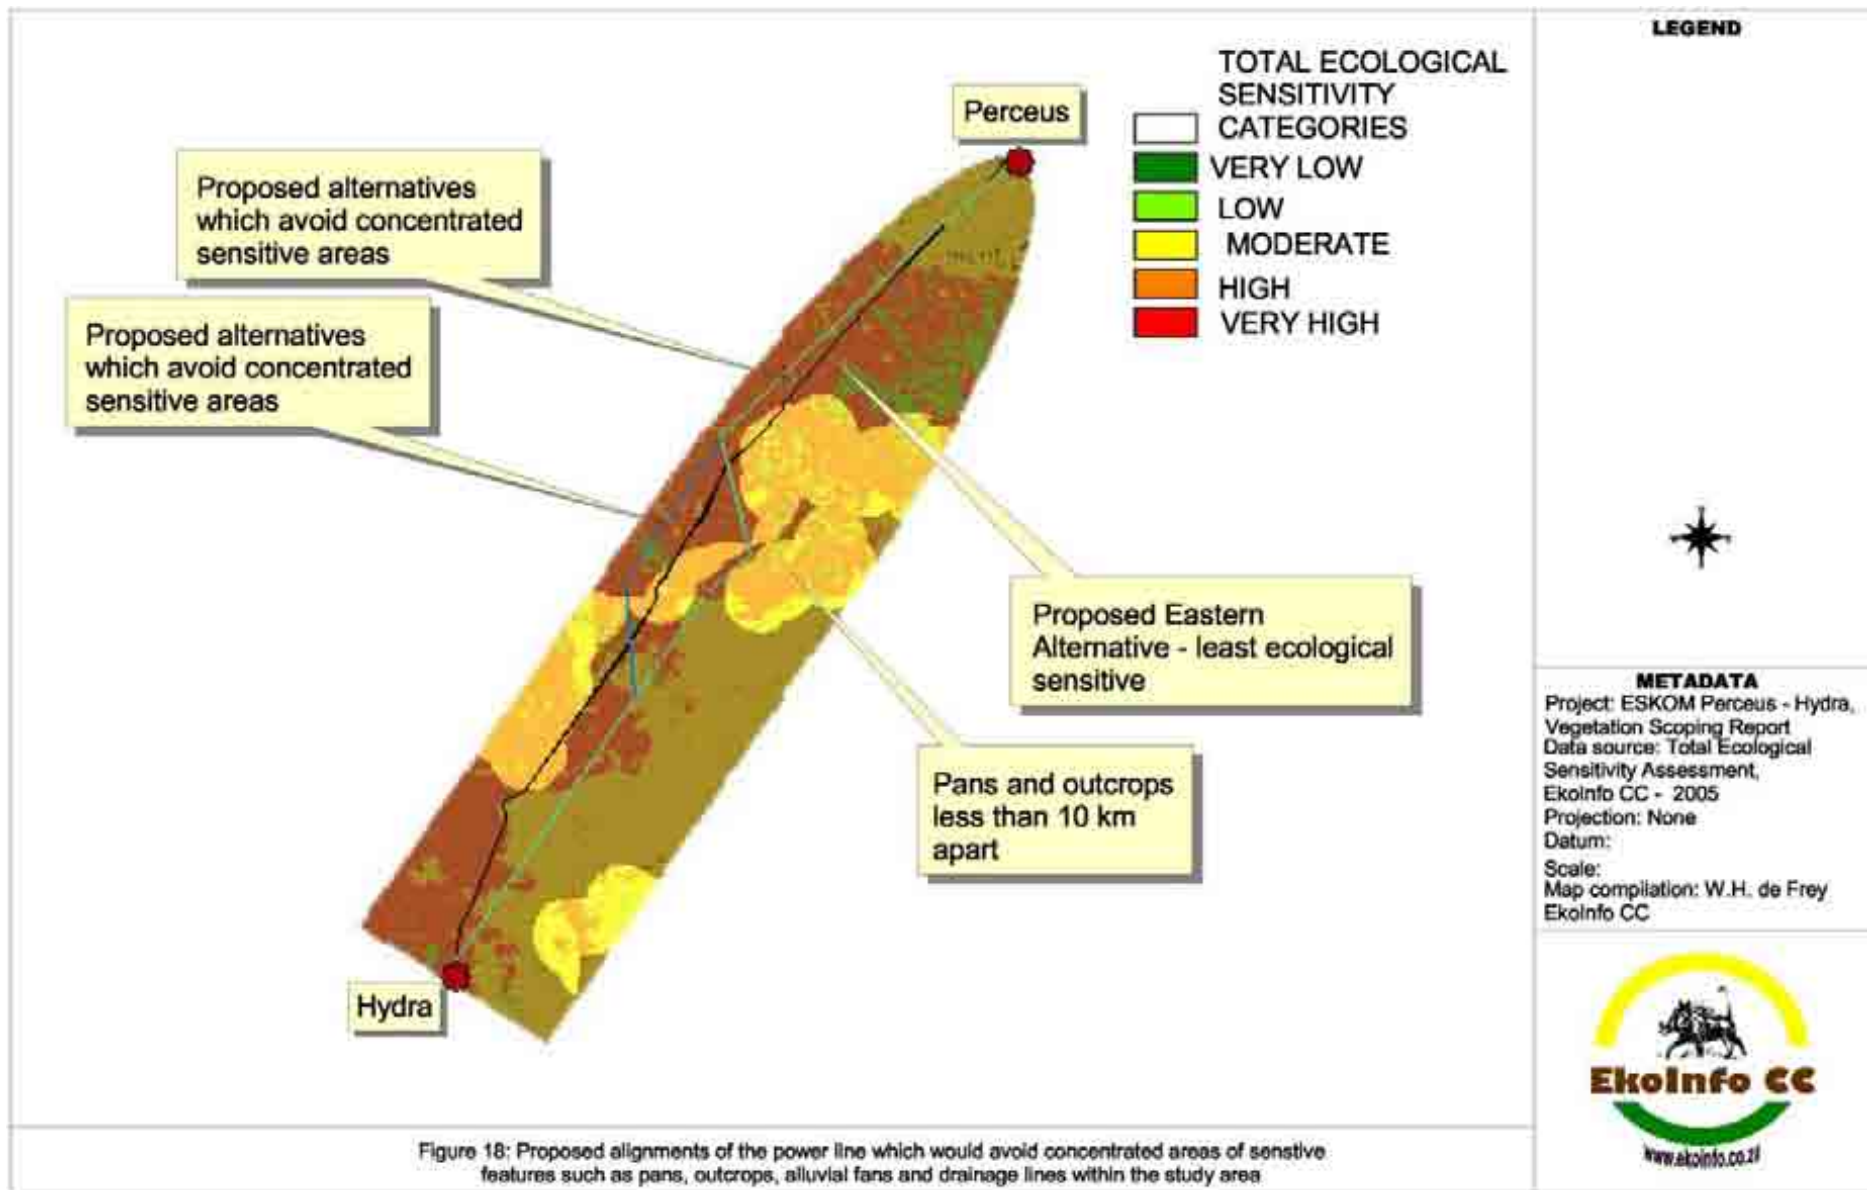 LEGEND
TOTAL ECOLOGICAL
SENSITIVITY
CATEGORIES
VERY LOW
LOW
MODERATE
HIGH
VERY HIGH
Perceus
Proposed alternatives
which avoid concentrated
sensitive areas
Proposed alternatives
which avoid concentrated
sensitive areas
Proposed Eastern
Alternative - least ecological
sensitive
Pans and outcrops
less than 10 km
apart
Hydra
METADATA
Project: ESKOM Perceus - Hydra,
Vegetation Scoping Report
Data source: Total Ecological
Sensitivity Assessment,
EkoInfo CC - 2005
Projection: None
Datum:
Scale:
Map compilation: W.H. de Frey
EkoInfo CC
EkoInfo CC
www.ekoinfo.co.za
Figure 18: Proposed alignments of the power line which would avoid concentrated areas of senstive
features such as pans, outcrops, alluvial fans and drainage lines within the study area